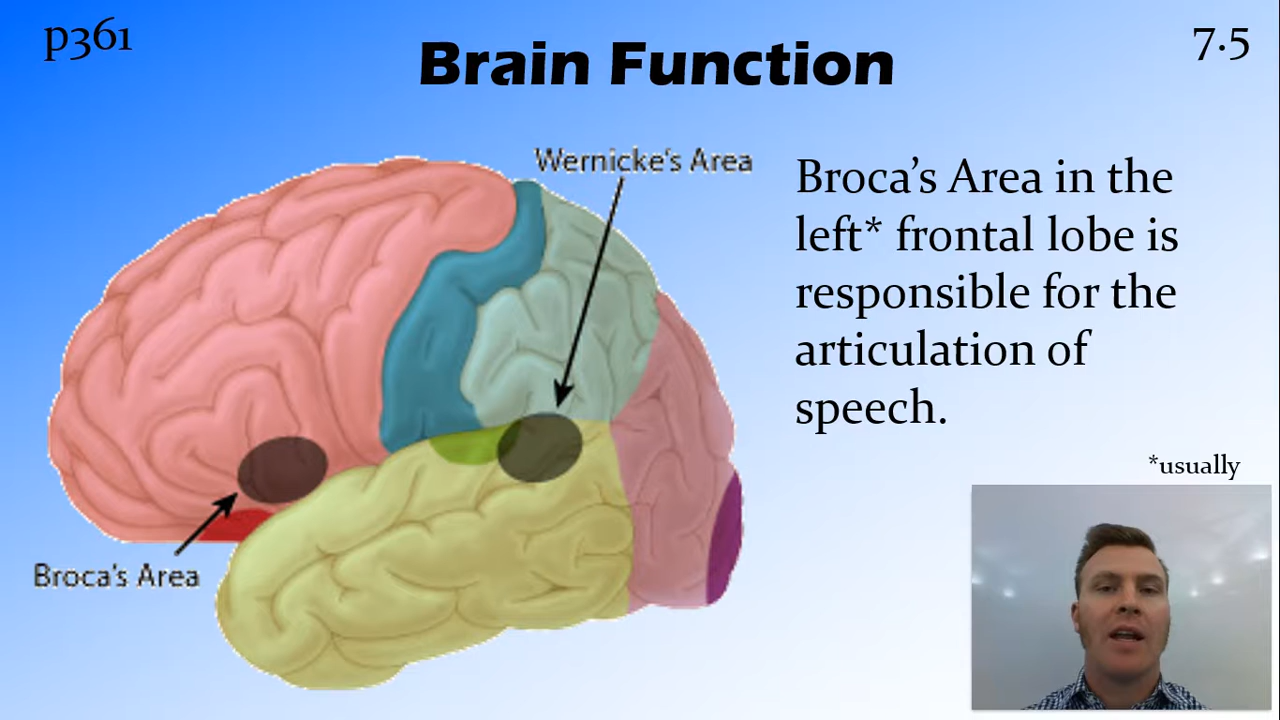 p361
Brain Function
7.5
Wernicke's Area
Broca's Area in the
left* frontal lobe is
responsible for the
articulation of
speech.
*usually
Broca's Area